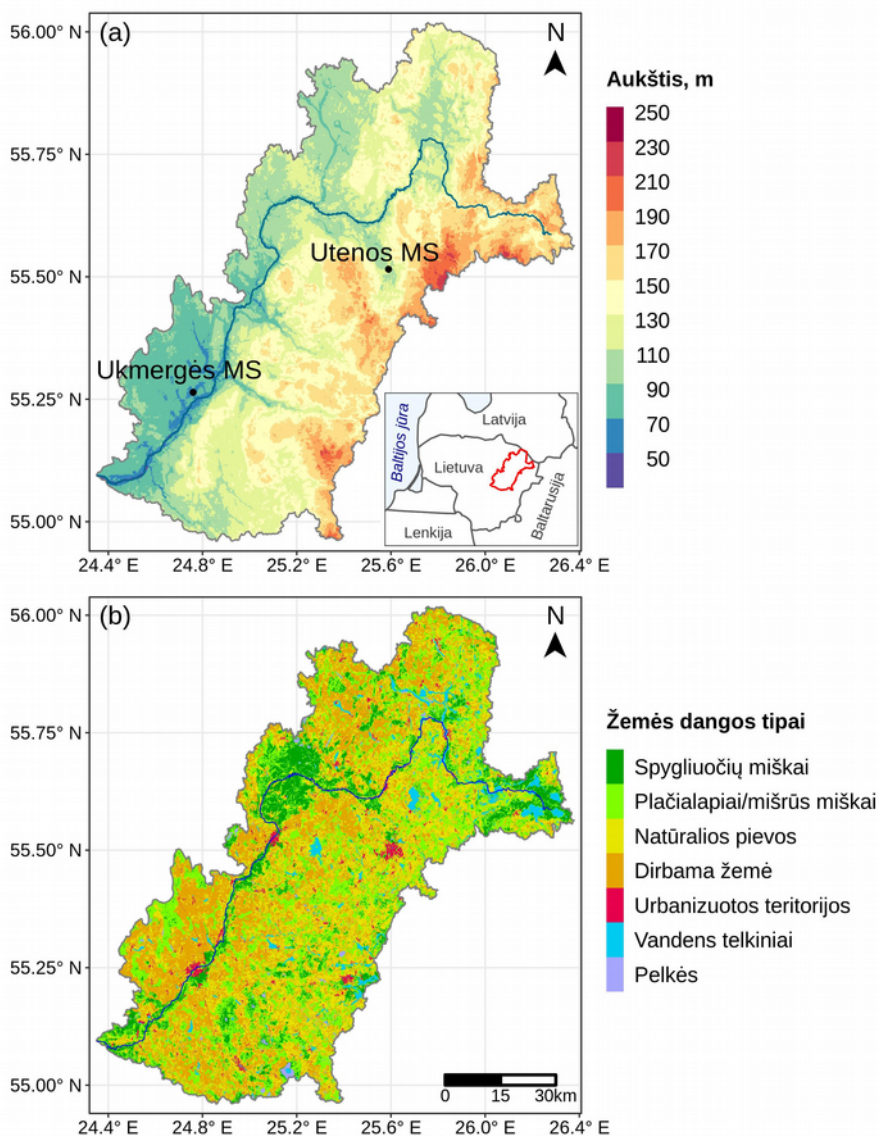 (a)
N
56.00° N
55.75° N
55.50° N
55.25° N
55.00° N
Utenos MS
Ukmergės MS
Baltijos jūra
Latvija
Lietuva
Baltarusija
Lenkija
24.4° E 24.8° E 25.2° E 25.6° E 26.0° E 26.4° E
Aukštis, m
250
230
210
190
170
150
130
110
90
70
50
(b)
N
56.00° N
55.75° N
55.50° N
55.25° N
55.00° N
0 15 30km
24.4° E 24.8° E 25.2° E 25.6° E 26.0° E 26.4° E
Žemės dangos tipai
Spygliuočių miškai
Plačialapiai/mišrūs miškai
Natūralios pievos
Dirbama žemė
Urbanizuotos teritorijos
Vandens telkiniai
Pelkės